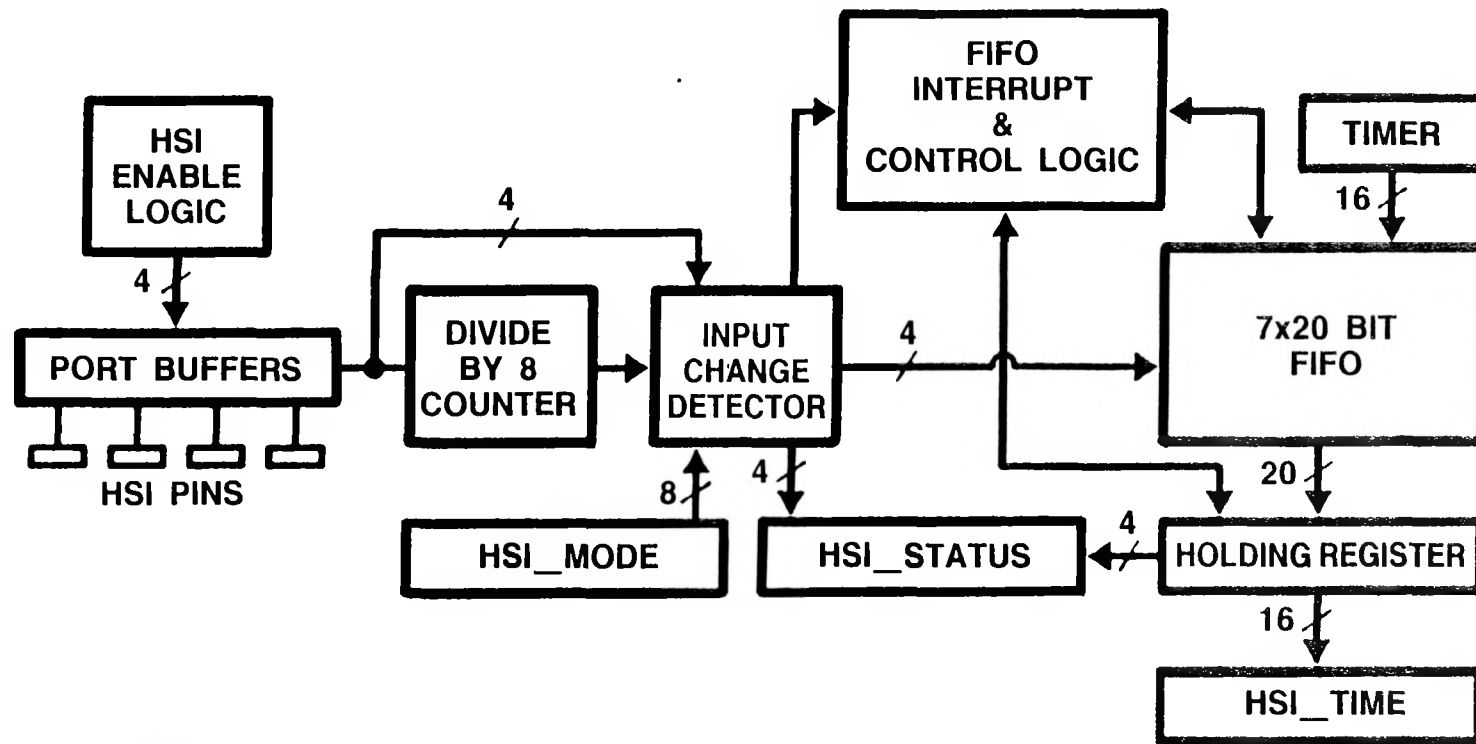 FIFO
INTERRUPT
&
CONTROL LOGIC
HSI
ENABLE
LOGIC
TIMER
4
16
4
PORT BUFFERS
DIVIDE
BY 8
COUNTER
INPUT
CHANGE
DETECTOR
4
7x20 BIT
FIFO
HSI PINS
8
4
20
HSI_MODE
HSI_STATUS
4
HOLDING REGISTER
16
HSI_TIME